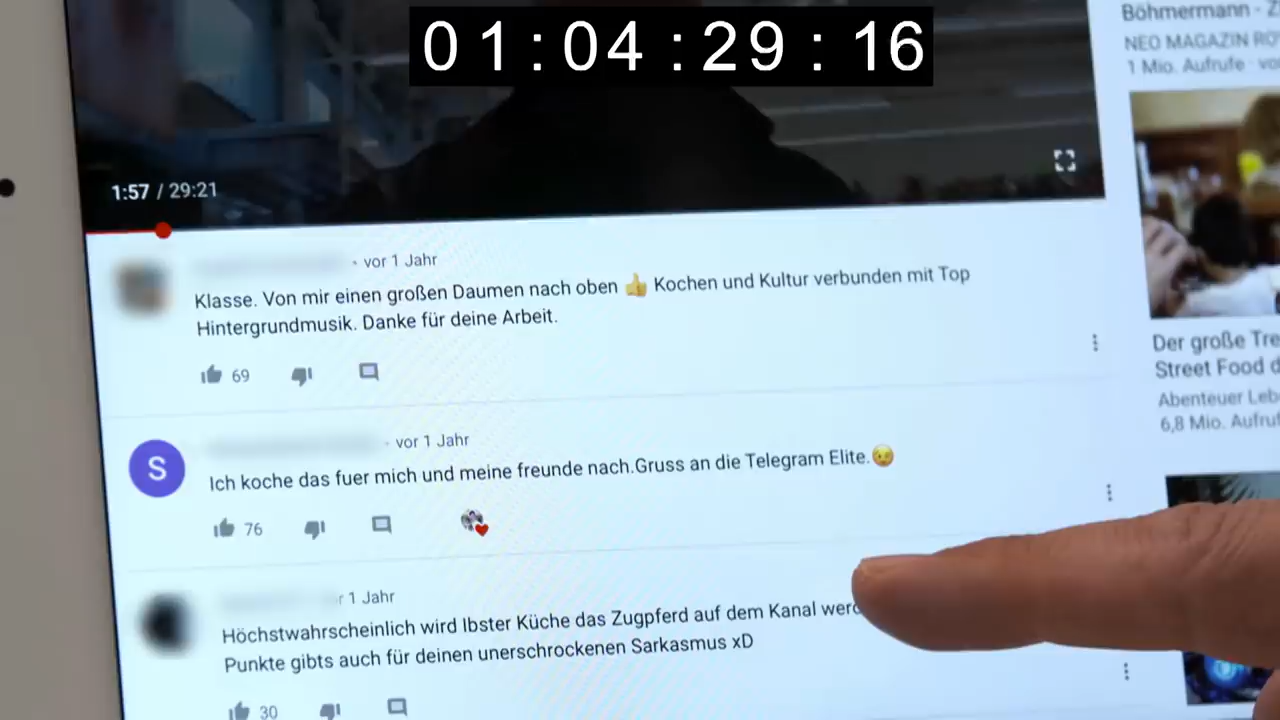 01:04:29:16
Böhmermann - Z
NEO MAGAZIN RO
1 Mio. Aufrufe · vo
1:57 / 29:21
· vor 1 Jahr
Klasse. Von mir einen großen Daumen nach oben 👍 Kochen und Kultur verbunden mit Top
Hintergrundmusik. Danke für deine Arbeit.
69
Der große Tre
Street Food d
Abenteuer Leb
6,8 Mio. Aufruf
S
· vor 1 Jahr
Ich koche das fuer mich und meine freunde nach.Gruss an die Telegram Elite.😉
76
r 1 Jahr
Höchstwahrscheinlich wird Ibster Küche das Zugpferd auf dem Kanal werd
Punkte gibts auch für deinen unerschrockenen Sarkasmus xD
30